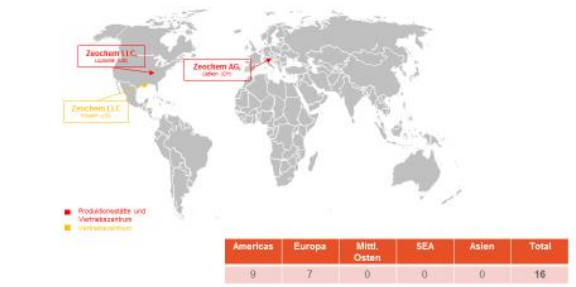 Zeochem LLC,
Louisville (US)
Zeochem AG,
Uetikon (CH)
Zeochem LLC
(US)
Produktionsstätte und
Vertriebszentrum
Vertriebszentrum
Americas Europa Mittl. Osten SEA Asien Total
9 7 0 0 0 16